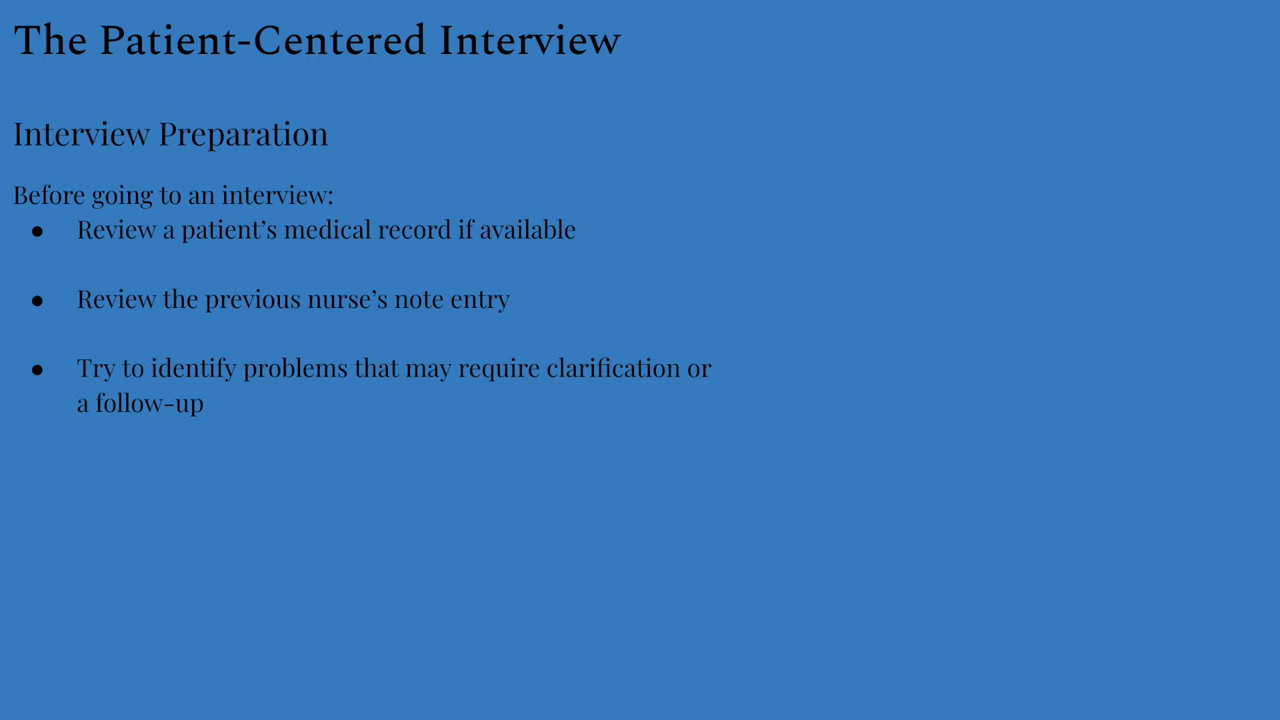 The Patient-Centered Interview
Interview Preparation
Before going to an interview:
● Review a patient’s medical record if available
● Review the previous nurse’s note entry
● Try to identify problems that may require clarification or
a follow-up